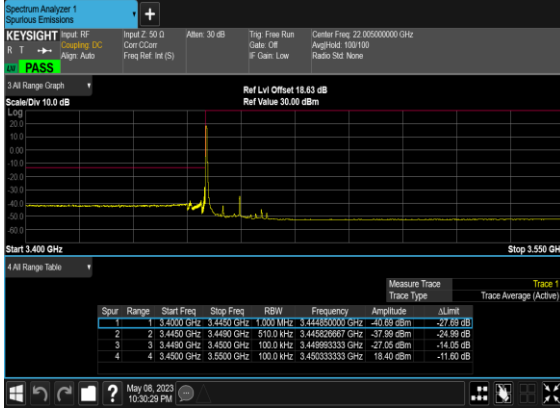 Spectrum Analyzer 1
Spurious Emissions
+
KEYSIGHT Input: RF Input Z: 50 Ω Atten: 30 dB Trig: Free Run Center Freq: 22.005000000 GHz
R T Coupling: DC Corr CCorr Gate: Off Avg|Hold: 100/100
Align: Auto Freq Ref: Int (S) IF Gain: Low Radio Std: None
LXI PASS
3 All Range Graph
Ref Lvl Offset 18.63 dB
Scale/Div 10.0 dB Ref Value 30.00 dBm
Log
20.0
10.0
0.00
-10.0
-20.0
-30.0
-40.0
-50.0
-60.0
Start 3.400 GHz Stop 3.550 GH
4 All Range Table
Measure Trace Trace 1
Trace Type Trace Average (Active)
Spur Range Start Freq Stop Freq RBW Frequency Amplitude ΔLimit
1 1 3.4000 GHz 3.4450 GHz 1.000 MHz 3.444850000 GHz -40.69 dBm -27.69 dB
2 2 3.4450 GHz 3.4490 GHz 510.0 kHz 3.445826667 GHz -37.99 dBm -24.99 dB
3 3 3.4490 GHz 3.4500 GHz 100.0 kHz 3.449993333 GHz -27.05 dBm -14.05 dB
4 4 3.4500 GHz 3.5500 GHz 100.0 kHz 3.450333333 GHz 18.40 dBm -11.60 dB
? May 08, 2023
10:30:29 PM